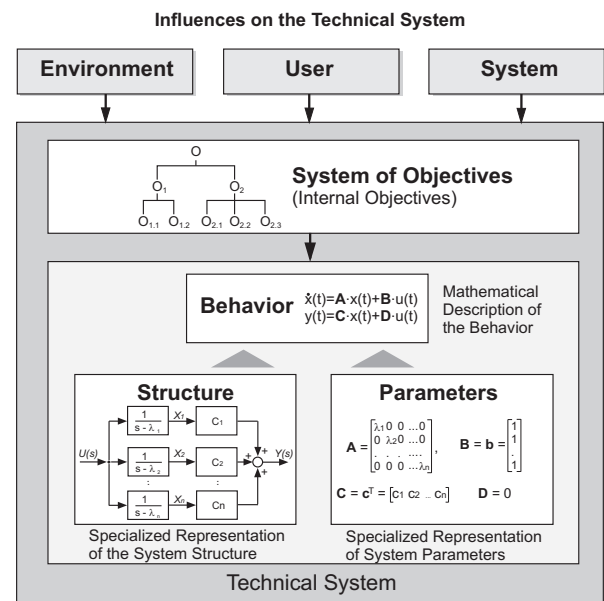 Influences on the Technical System
Environment
User
System
O
O1 O2
O1.1 O1.2 O2.1 O2.2 O2.3
System of Objectives
(Internal Objectives)
Behavior
ẋ(t)=A·x(t)+B·u(t)
y(t)=C·x(t)+D·u(t)
Mathematical
Description of
the Behavior
Structure
U(s)
1
s - λ1
X1
C1
+
1
s - λ2
X2
C2
+
Y(s)
:
:
+
1
s - λn
Xn
Cn
Specialized Representation
of the System Structure
Parameters
A = [λ1 0 0 ...0
0 λ2 0 ...0
. . . ....
0 0 0 ...λn],
B = b = [1
1
.
1]
C = cT = [c1 c2 .. cn]
D = 0
Specialized Representation
of System Parameters
Technical System